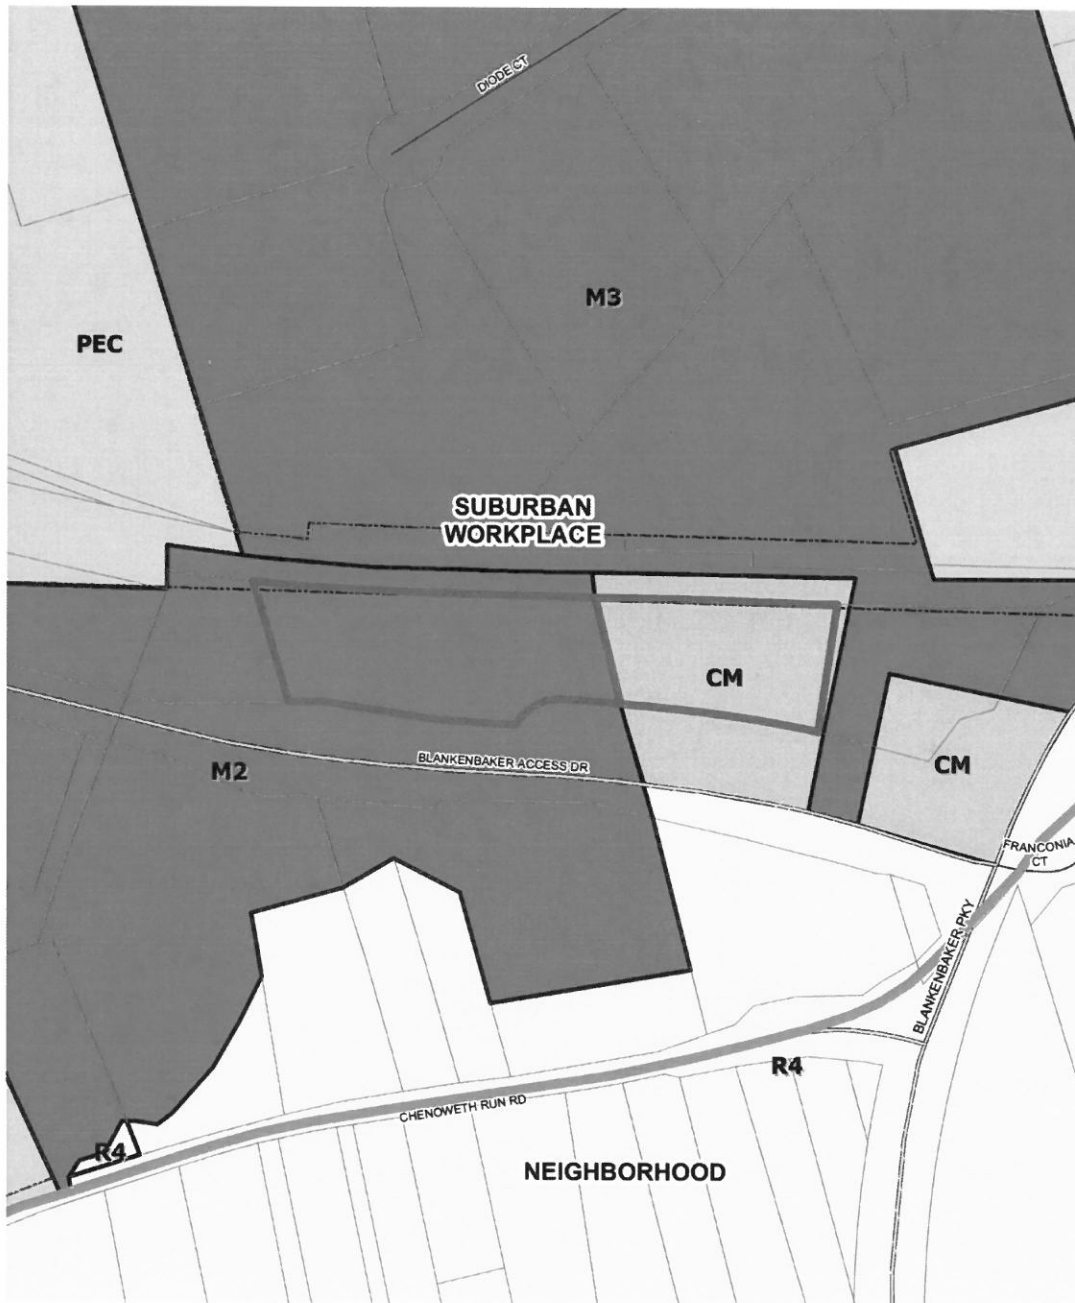 DIODE CT
M3
PEC
SUBURBAN
WORKPLACE
CM
BLANKENBAKER ACCESS DR
M2
CM
FRANCONIA
CT
BLANKENBAKER PKY
R4
CHENOWETH RUN RD
R4
NEIGHBORHOOD